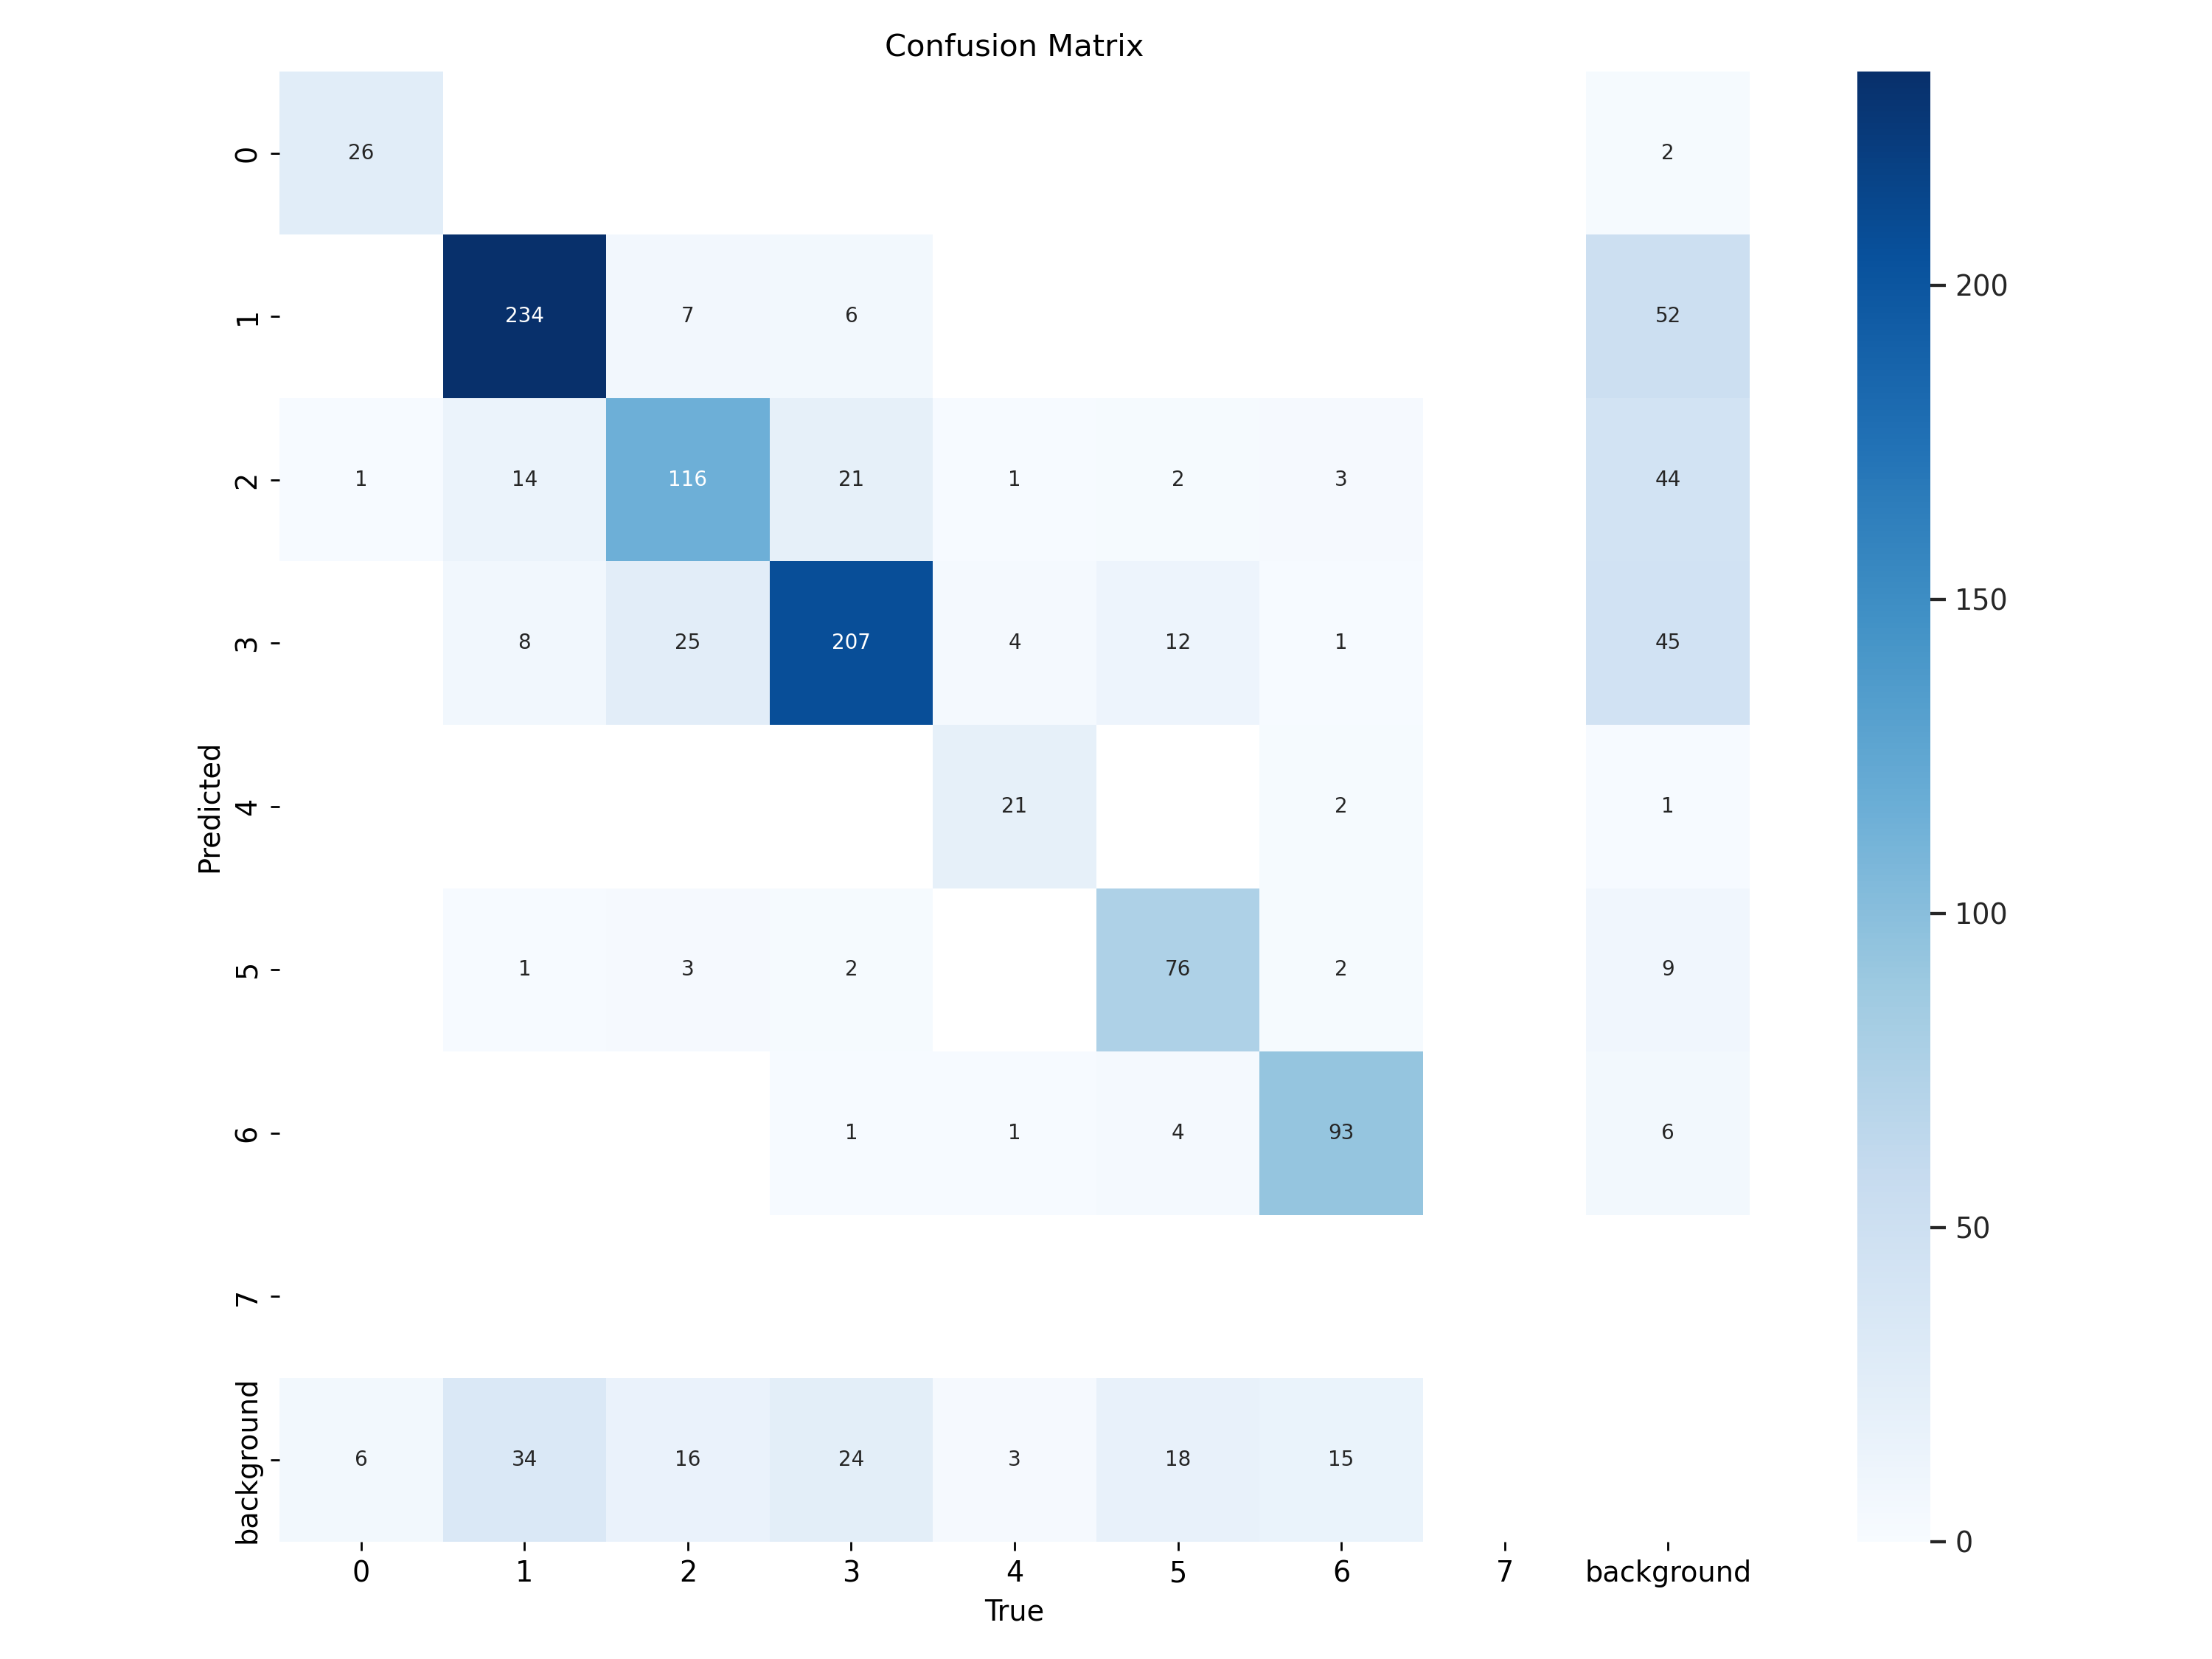 Confusion Matrix
0 26 2
1 234 7 6 52
2 1 14 116 21 1 2 3 44
3 8 25 207 4 12 1 45
4 21 2 1
5 1 3 2 76 2 9
6 1 1 4 93 6
7
background 6 34 16 24 3 18 15
0 1 2 3 4 5 6 7 background
True
Predicted
200
150
100
50
0